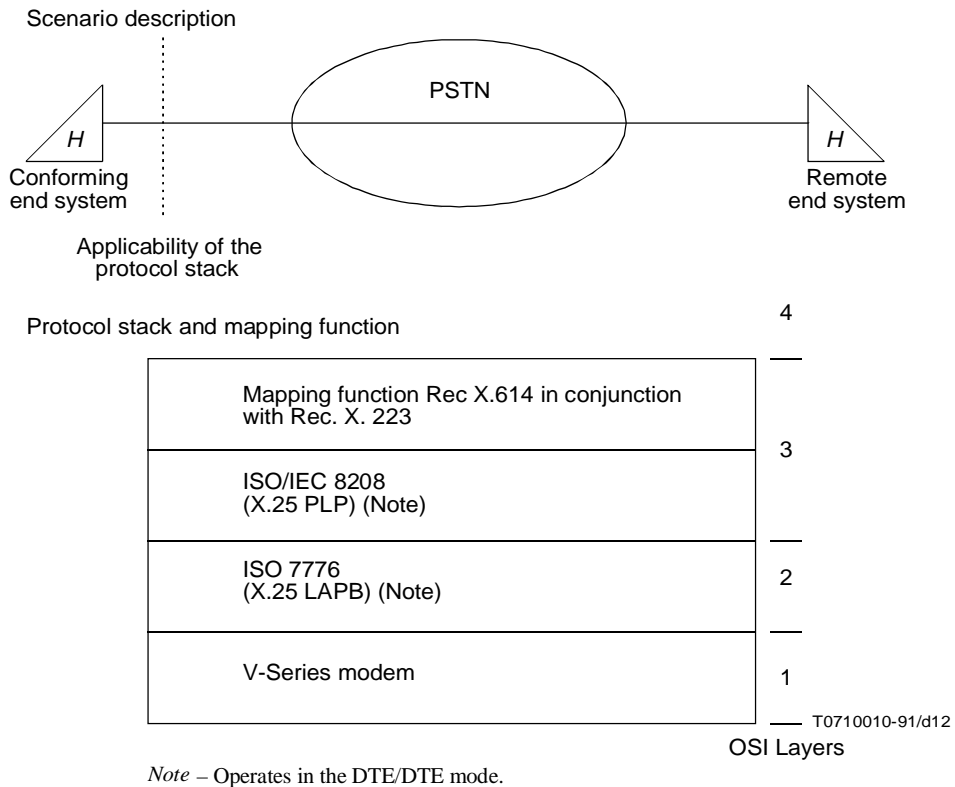 Scenario description
PSTN
H
H
Conforming
end system
Remote
end system
Applicability of the
protocol stack
Protocol stack and mapping function
4
Mapping function Rec X.614 in conjunction
with Rec. X. 223
3
ISO/IEC 8208
(X.25 PLP) (Note)
ISO 7776
(X.25 LAPB) (Note)
2
V-Series modem
1
T0710010-91/d12
OSI Layers
Note – Operates in the DTE/DTE mode.